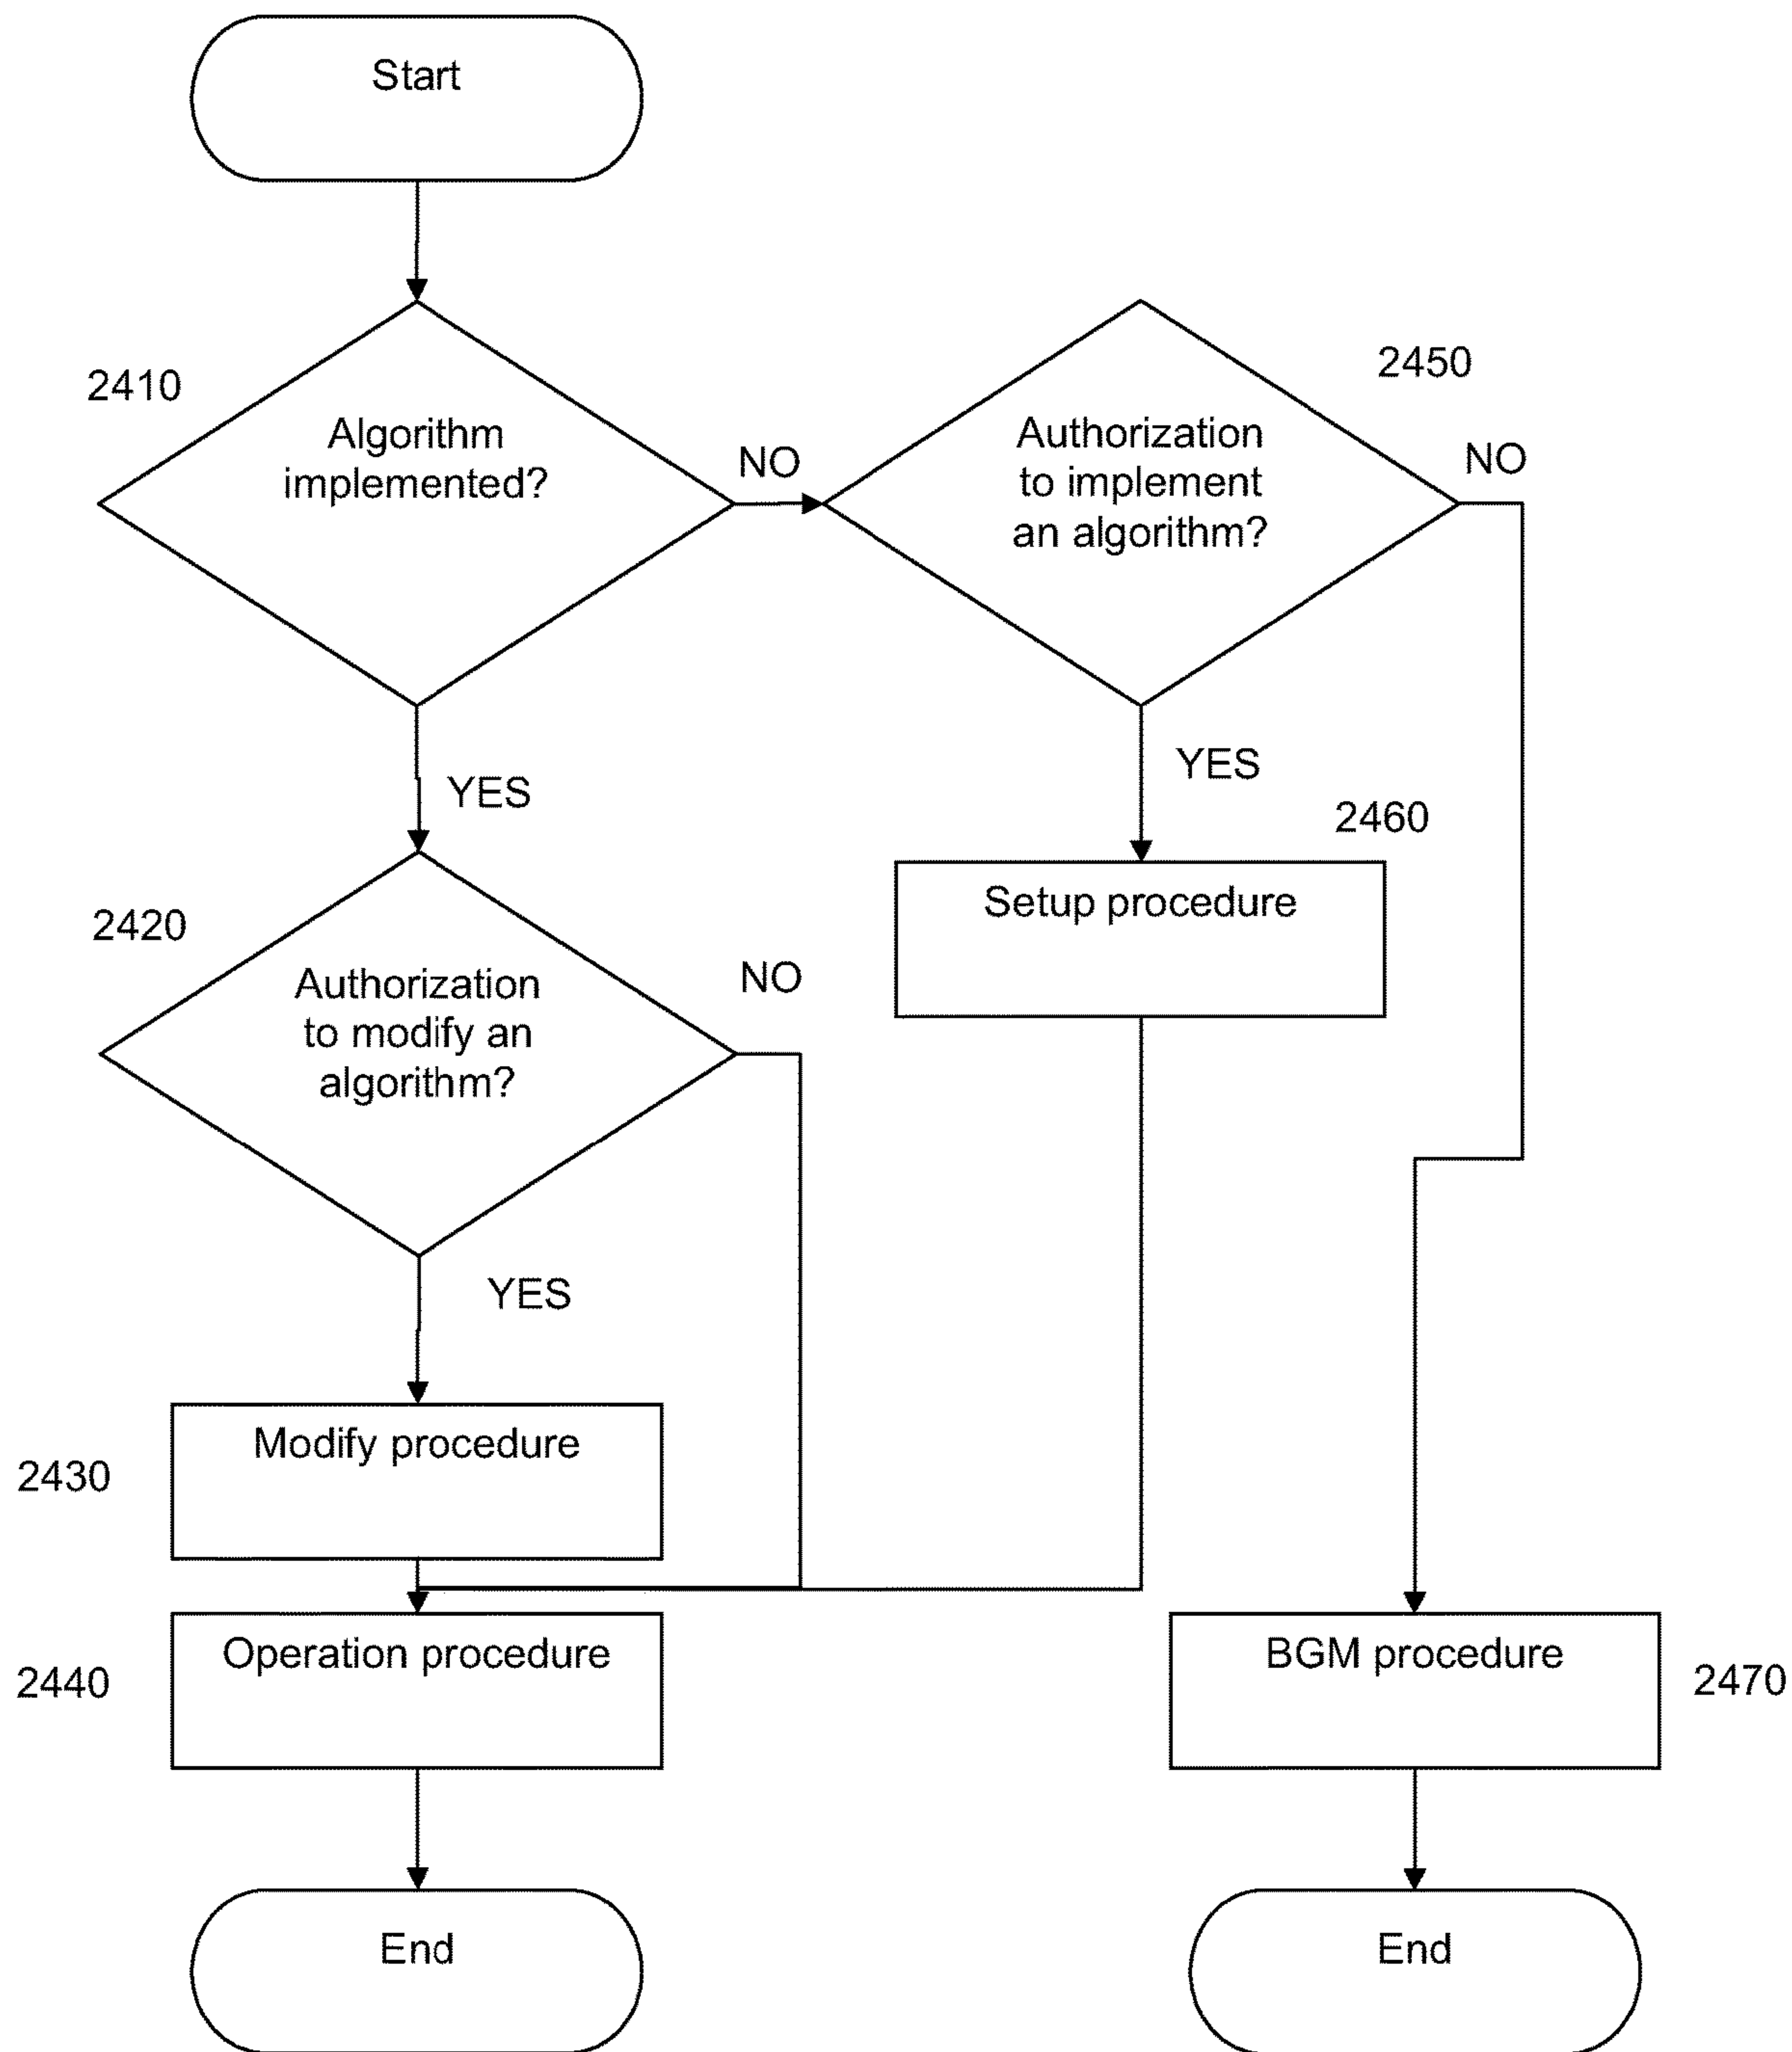 Start
2410
Algorithm
implemented?
NO
2450
Authorization
to implement
an algorithm?
NO
YES
YES
2460
Setup procedure
2420
Authorization
to modify an
algorithm?
NO
YES
Modify procedure
2430
Operation procedure
2440
BGM procedure
2470
End
End